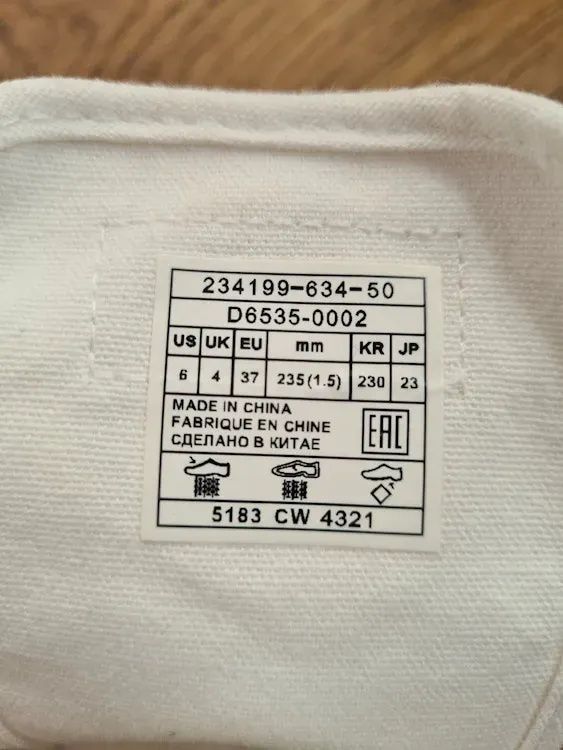 234199-634-50
D6535-0002
US UK EU mm KR JP
6 4 37 235(1.5) 230 23
MADE IN CHINA
FABRIQUE EN CHINE
СДЕЛАНО В КИТАЕ
EAC
5183 CW 4321